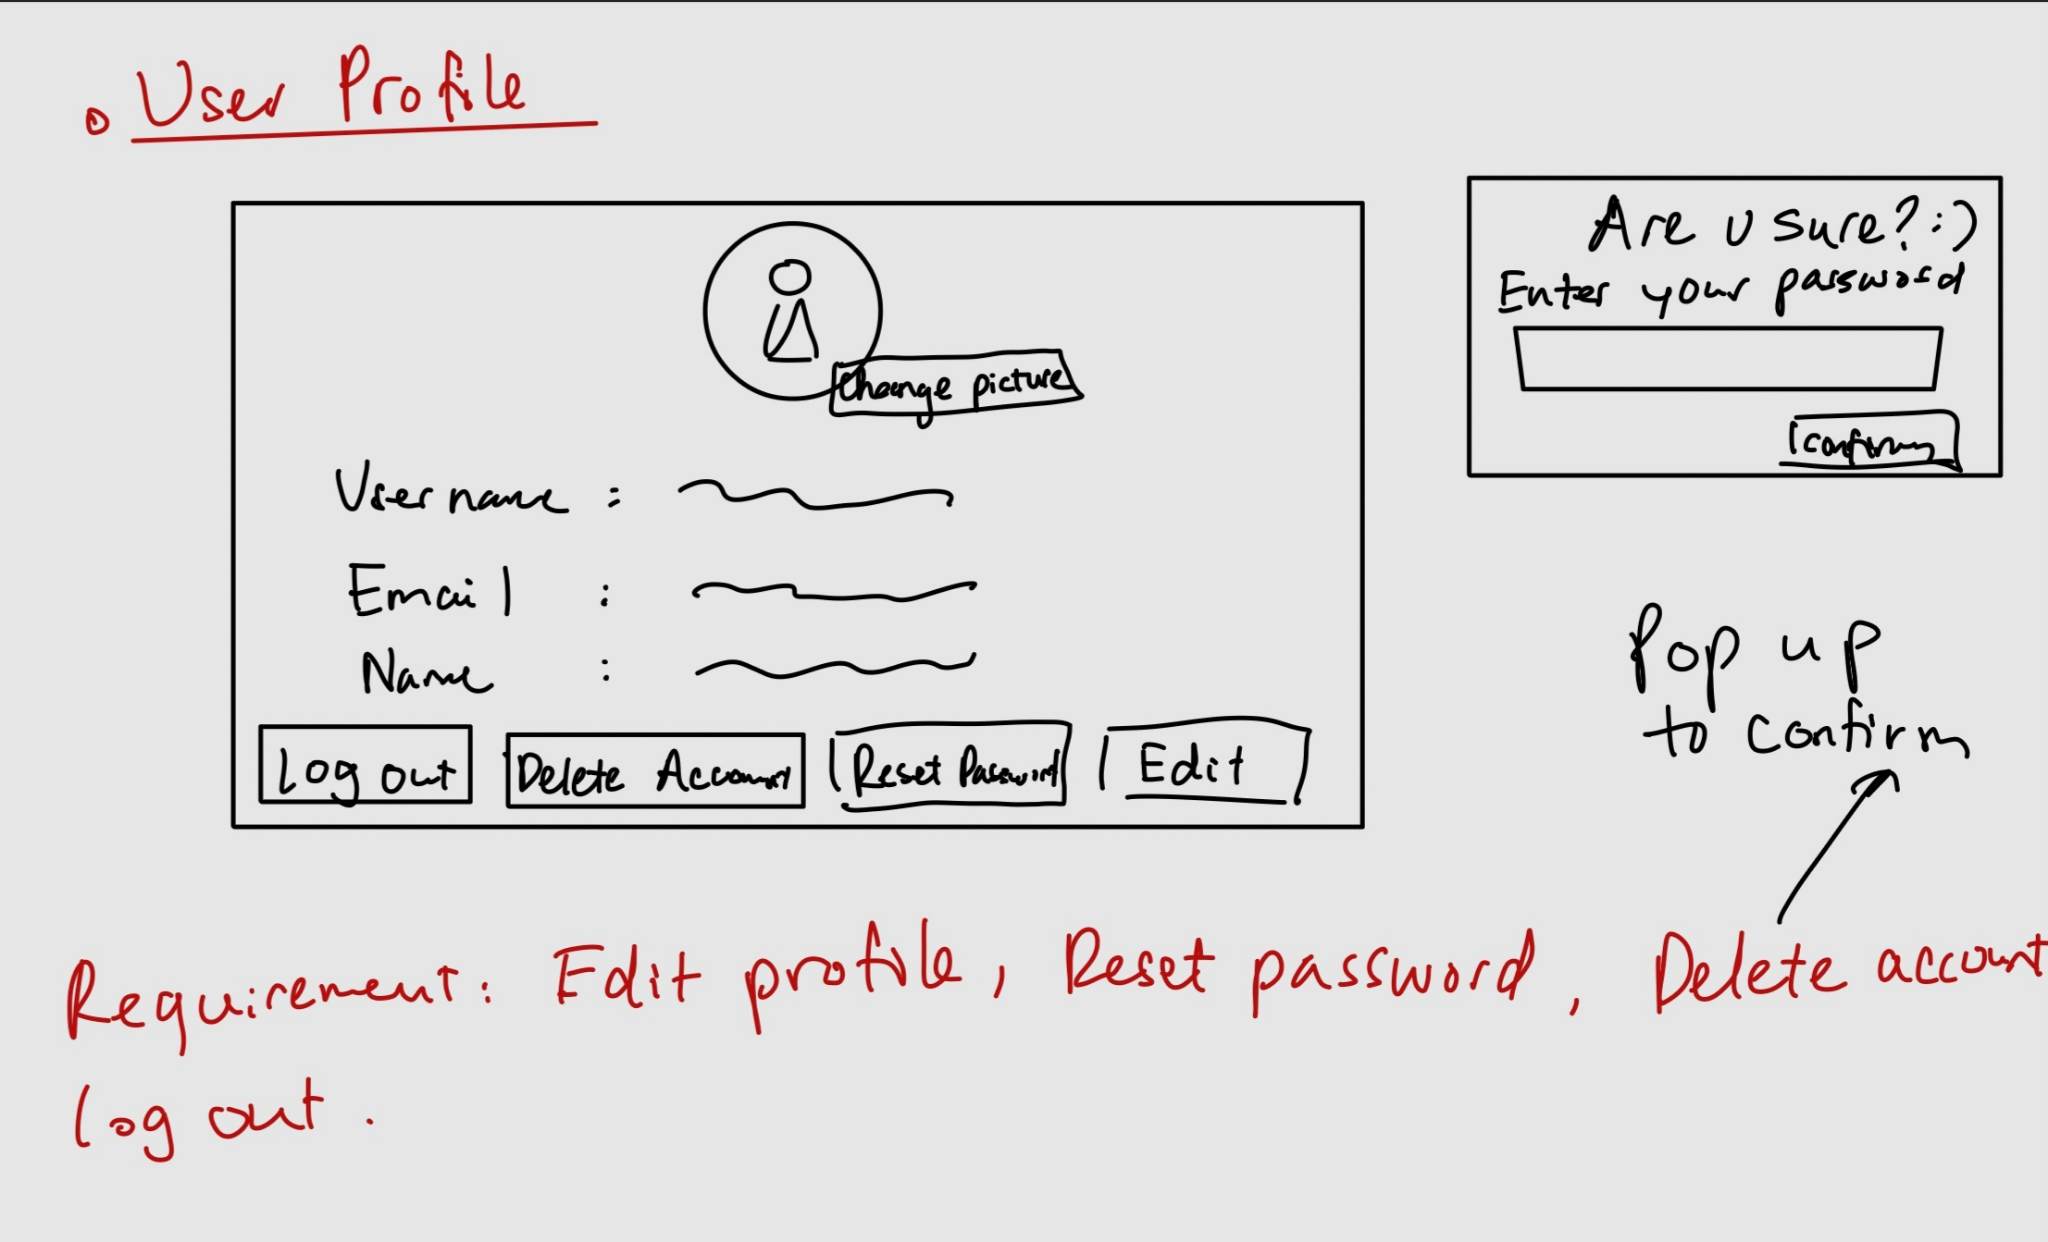 User Profile
Change picture
Username :
Email :
Name :
Log out
Delete Account
Reset Password
Edit
Are u sure? :)
Enter your password
Confirm
Pop up
to confirm
Requirement: Edit profile, Reset password, Delete account
log out.